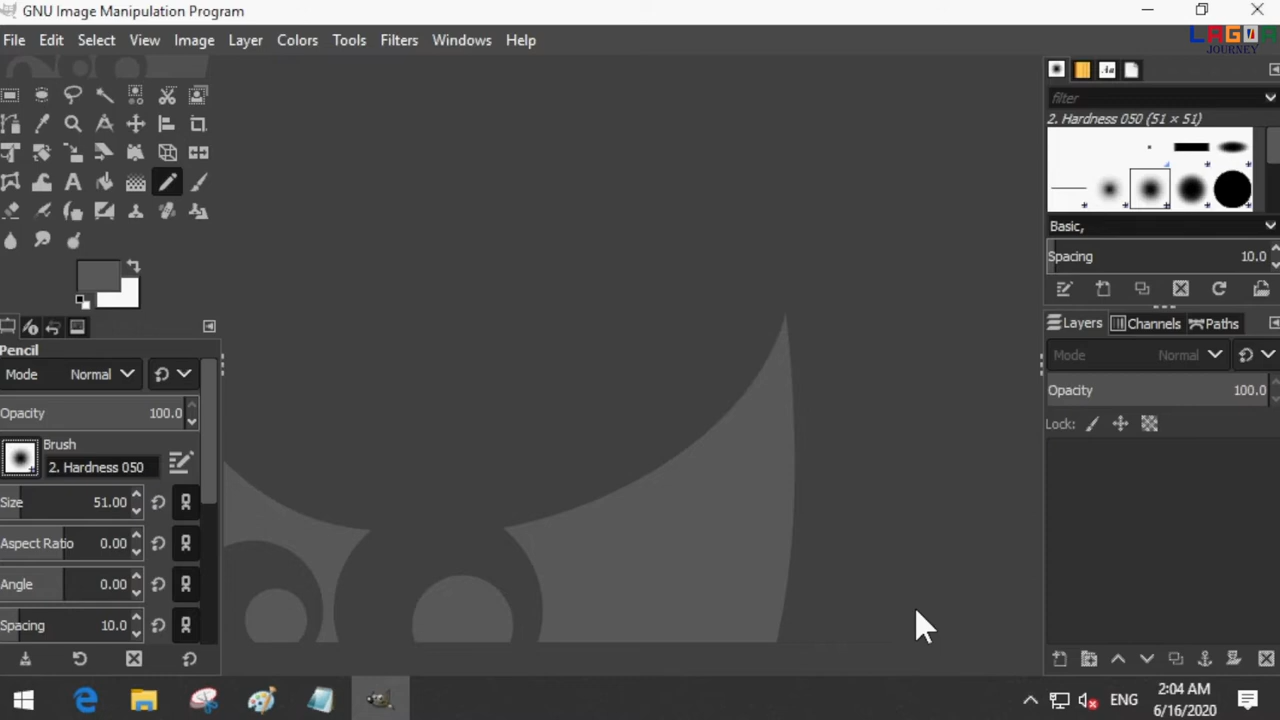 GNU Image Manipulation Program
File Edit Select View Image Layer Colors Tools Filters Windows Help
LAGOA
JOURNEY
Aa
filter
2. Hardness 050 (51 × 51)
Basic,
Spacing 10.0
Layers Channels Paths
Mode Normal
Opacity 100.0
Lock:
Pencil
Mode Normal
Opacity 100.0
Brush
2. Hardness 050
Size 51.00
Aspect Ratio 0.00
Angle 0.00
Spacing 10.0
ENG
2:04 AM
6/16/2020